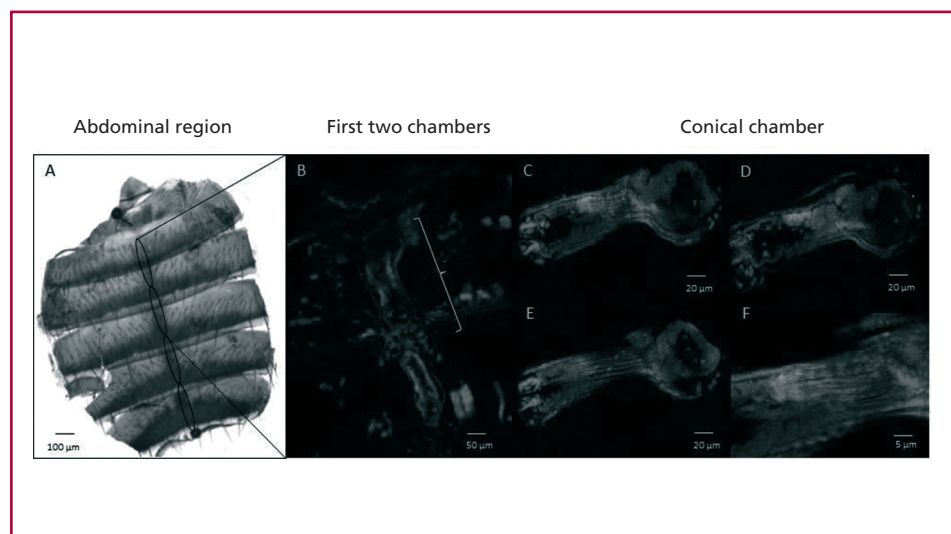 Abdominal region
First two chambers
Conical chamber
A
B
C
D
100 µm
50 µm
20 µm
20 µm
E
F
20 µm
5 µm